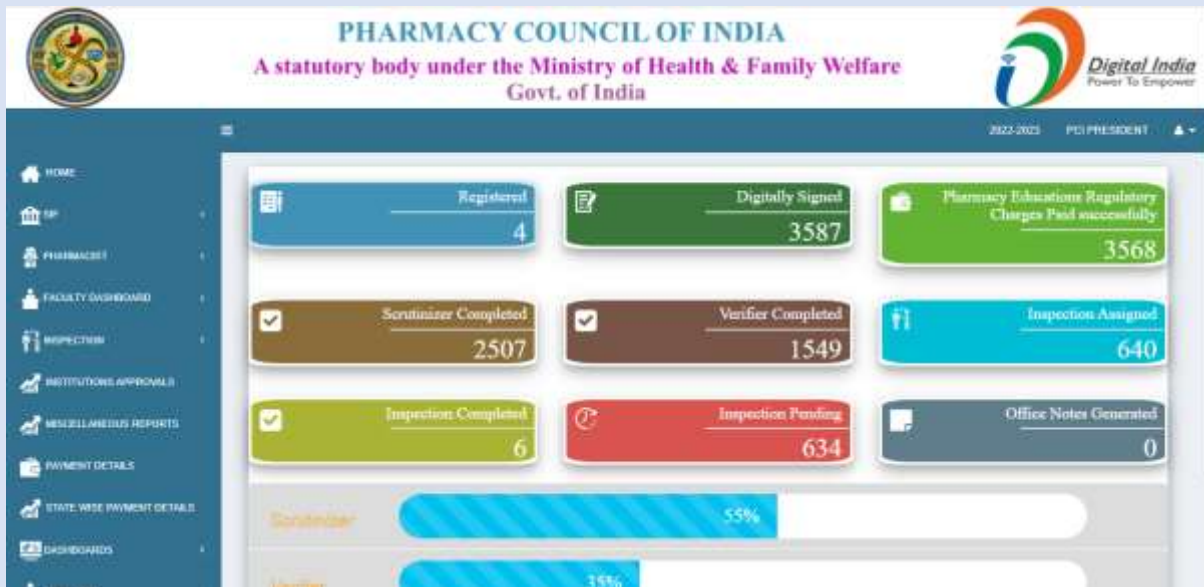 PHARMACY COUNCIL OF INDIA
A statutory body under the Ministry of Health & Family Welfare
Govt. of India
Digital India
Power To Empower
2022-2023 PCI PRESIDENT
HOME
SIF
PHARMACIST
FACULTY DASHBOARD
INSPECTION
INSTITUTIONS APPROVALS
MISCELLANEOUS REPORTS
PAYMENT DETAILS
STATE WISE PAYMENT DETAILS
DASHBOARDS
Registered
4
Digitally Signed
3587
Pharmacy Educations Regulatory
Charges Paid successfully
3568
Scrutinizer Completed
2507
Verifier Completed
1549
Inspection Assigned
640
Inspection Completed
6
Inspection Pending
634
Office Notes Generated
0
Scrutinizer
55%
Verifier
35%